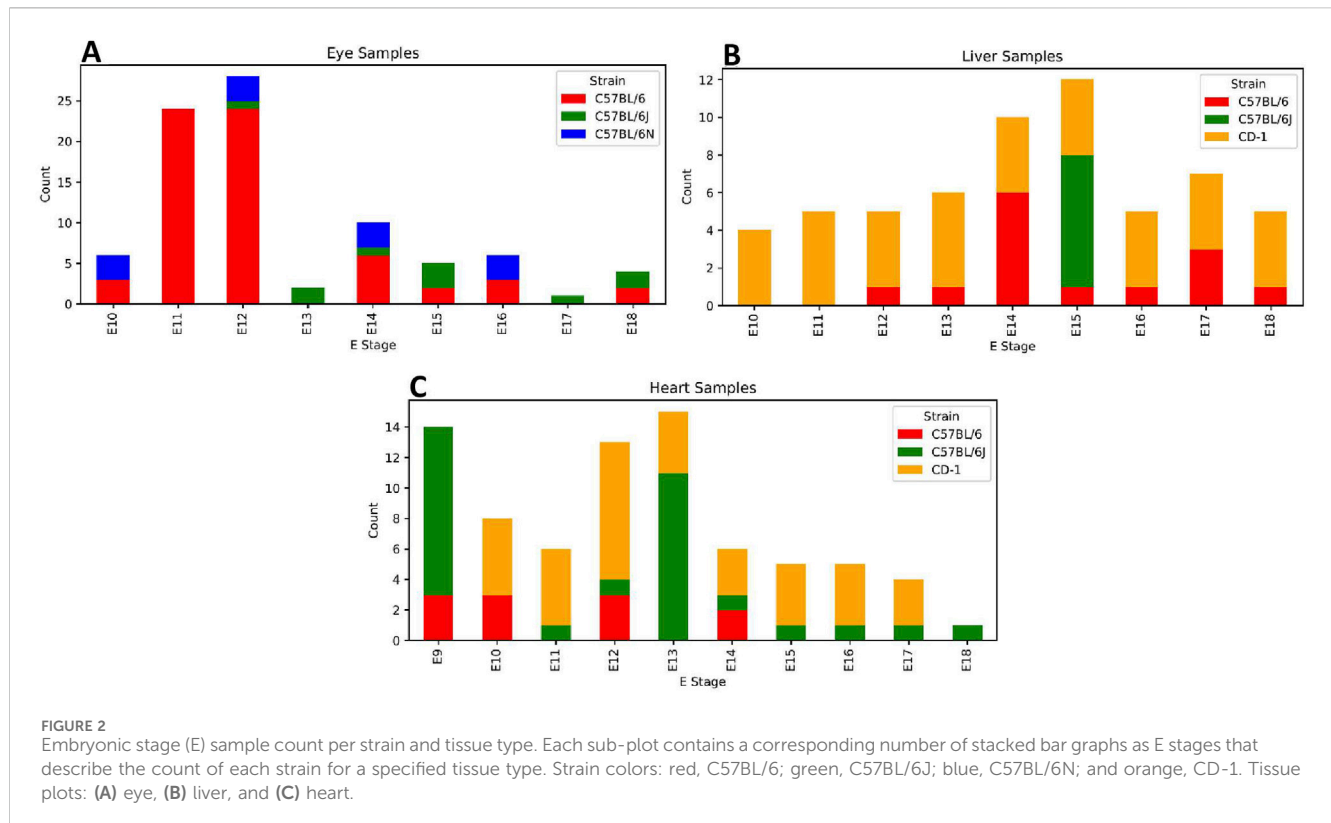 A
Eye Samples
Strain
C57BL/6
C57BL/6J
C57BL/6N
Count
25
20
15
10
5
0
E10
E11
E12
E13
E14
E15
E16
E17
E18
E Stage
B
Liver Samples
Strain
C57BL/6
C57BL/6J
CD-1
Count
12
10
8
6
4
2
0
E10
E11
E12
E13
E14
E15
E16
E17
E18
E Stage
C
Heart Samples
Strain
C57BL/6
C57BL/6J
CD-1
Count
14
12
10
8
6
4
2
0
E9
E10
E11
E12
E13
E14
E15
E16
E17
E18
E Stage
FIGURE 2
Embryonic stage (E) sample count per strain and tissue type. Each sub-plot contains a corresponding number of stacked bar graphs as E stages that
describe the count of each strain for a specified tissue type. Strain colors: red, C57BL/6; green, C57BL/6J; blue, C57BL/6N; and orange, CD-1. Tissue
plots: (A) eye, (B) liver, and (C) heart.